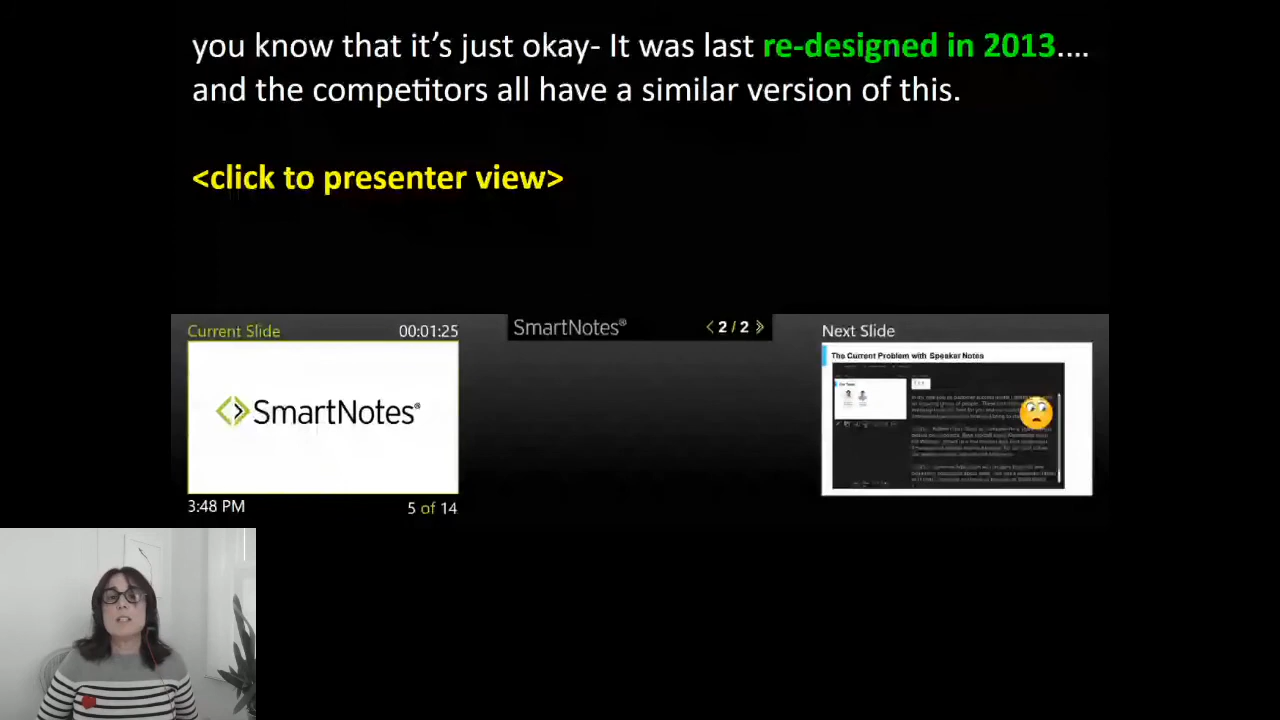 you know that it’s just okay- It was last re-designed in 2013....
and the competitors all have a similar version of this.
<click to presenter view>
Current Slide 00:01:25
SmartNotes® 2 / 2
Next Slide
SmartNotes®
The Current Problem with Speaker Notes
3:48 PM 5 of 14